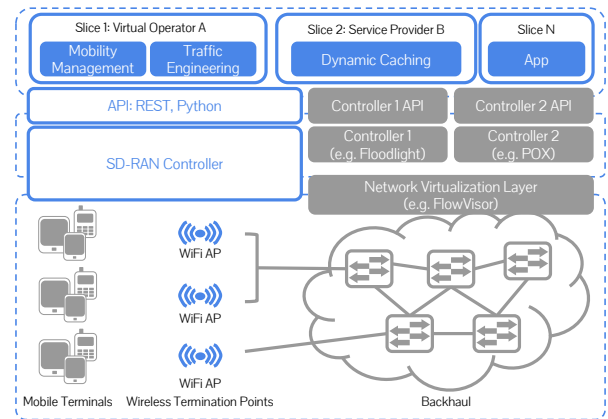 Slice 1: Virtual Operator A
Slice 2: Service Provider B
Slice N
Mobility
Management
Traffic
Engineering
Dynamic Caching
App
API: REST, Python
Controller 1 API
Controller 2 API
SD-RAN Controller
Controller 1
(e.g. Floodlight)
Controller 2
(e.g. POX)
Network Virtualization Layer
(e.g. FlowVisor)
WiFi AP
WiFi AP
WiFi AP
Mobile Terminals
Wireless Termination Points
Backhaul